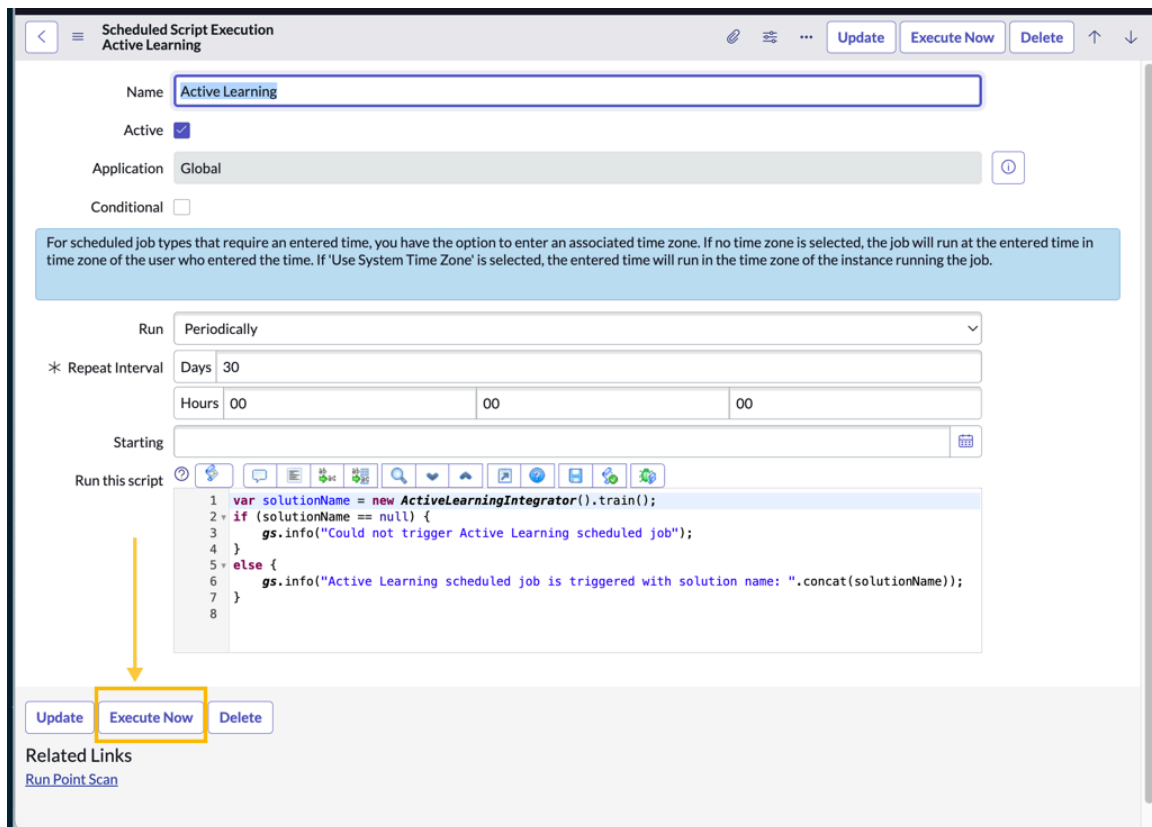 Scheduled Script Execution
Active Learning
Update Execute Now Delete
Name Active Learning
Active
Application Global
Conditional
For scheduled job types that require an entered time, you have the option to enter an associated time zone. If no time zone is selected, the job will run at the entered time in
time zone of the user who entered the time. If 'Use System Time Zone' is selected, the entered time will run in the time zone of the instance running the job.
Run Periodically
Repeat Interval Days 30
Hours 00 00 00
Starting
Run this script
1 var solutionName = new ActiveLearningIntegrator().train();
2 if (solutionName == null) {
3 gs.info("Could not trigger Active Learning scheduled job");
4 }
5 else {
6 gs.info("Active Learning scheduled job is triggered with solution name: ".concat(solutionName));
7 }
8
Update Execute Now Delete
Related Links
Run Point Scan